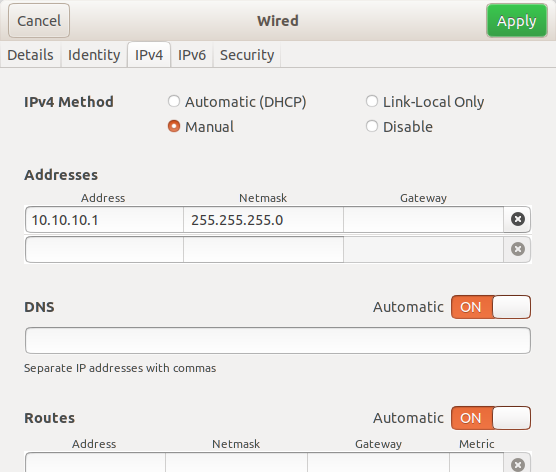 Cancel Wired Apply
Details Identity IPv4 IPv6 Security
IPv4 Method Automatic (DHCP) Link-Local Only
Manual Disable
Addresses
Address Netmask Gateway
10.10.10.1 255.255.255.0
DNS Automatic ON
Separate IP addresses with commas
Routes Automatic ON
Address Netmask Gateway Metric